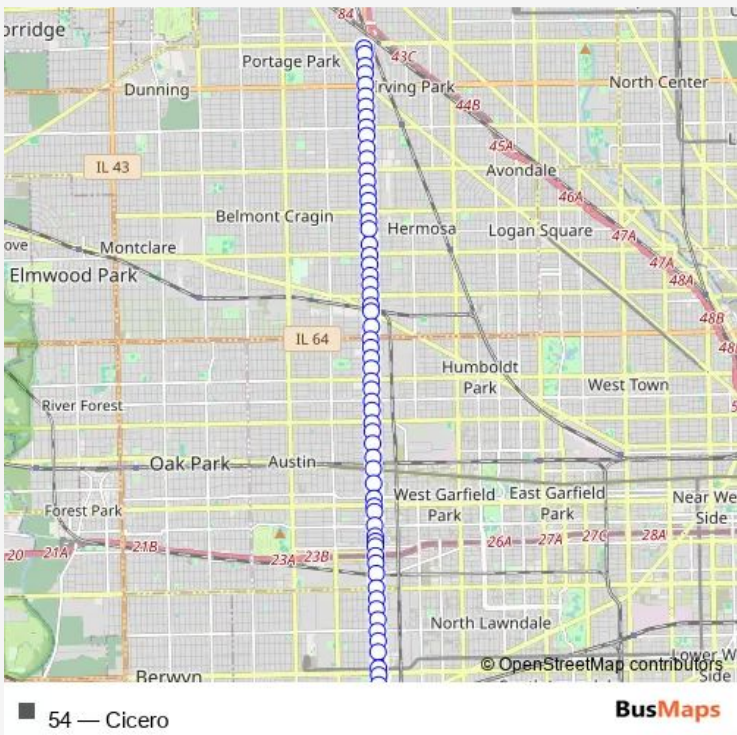 84
orridge
Portage Park
43C
Dunning
Irving Park
North Center
44B
IL 43
45A
Avondale
46A
Belmont Cragin
Hermosa
Logan Square
47A
ove
Montclare
47A
Elmwood Park
48A
48B
IL 64
48
Humboldt
Park
West Town
River Forest
5
Oak Park
Austin
West Garfield
Park
East Garfield
Park
Near We
Side
Forest Park
20
21A
21B
23A
23B
26A
27A
27C
28A
North Lawndale
Lower W
Side
© OpenStreetMap contributors
Berwyn
54 — Cicero
BusMaps